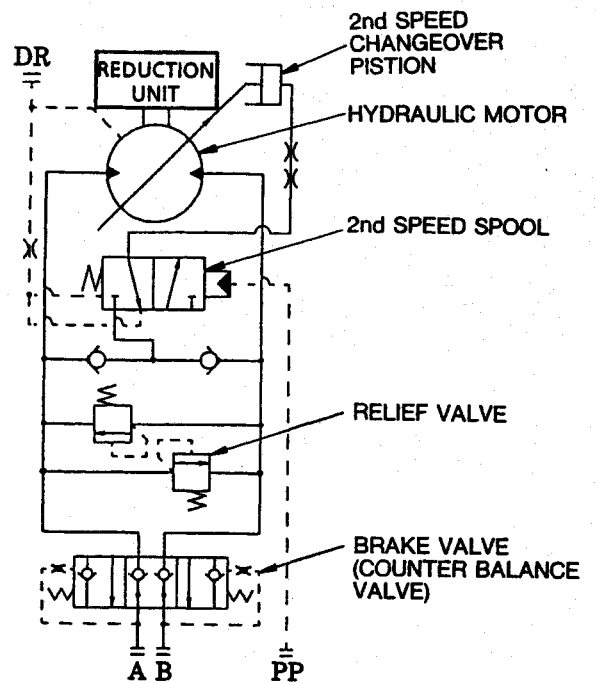 2nd SPEED
CHANGEOVER
PISTION
DR
REDUCTION
UNIT
HYDRAULIC MOTOR
2nd SPEED SPOOL
RELIEF VALVE
BRAKE VALVE
(COUNTER BALANCE
VALVE)
A B
PP